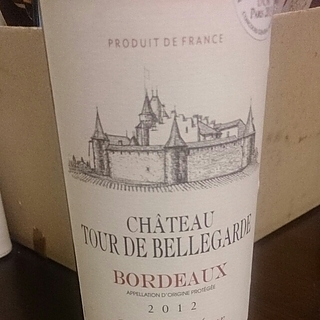 PRODUIT DE FRANCE
CHÂTEAU
TOUR DE BELLEGARDE
BORDEAUX
APPELLATION D'ORIGINE PROTÉGÉE
2012